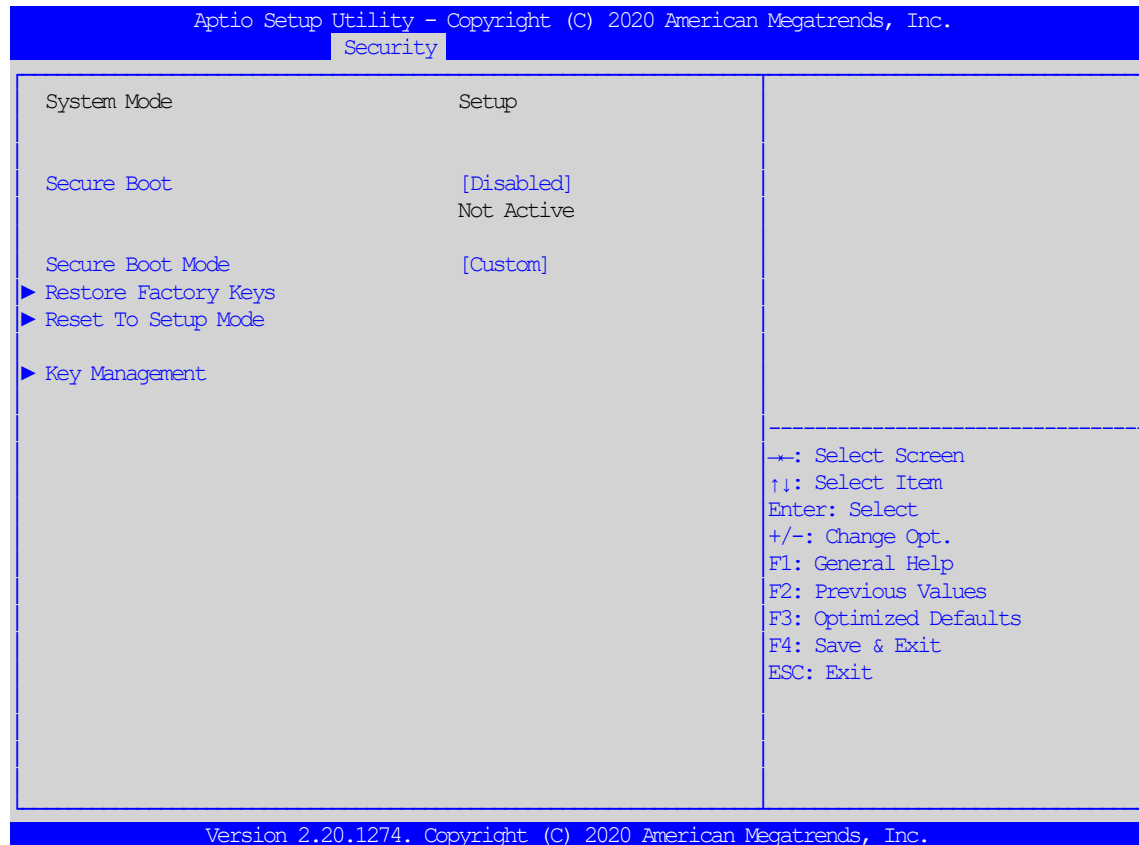 Aptio Setup Utility – Copyright (C) 2020 American Megatrends, Inc.
Security
System Mode Setup
Secure Boot [Disabled]
Not Active
Secure Boot Mode [Custom]
► Restore Factory Keys
► Reset To Setup Mode
► Key Management
→←: Select Screen
↑↓: Select Item
Enter: Select
+/-: Change Opt.
F1: General Help
F2: Previous Values
F3: Optimized Defaults
F4: Save & Exit
ESC: Exit
Version 2.20.1274. Copyright (C) 2020 American Megatrends, Inc.